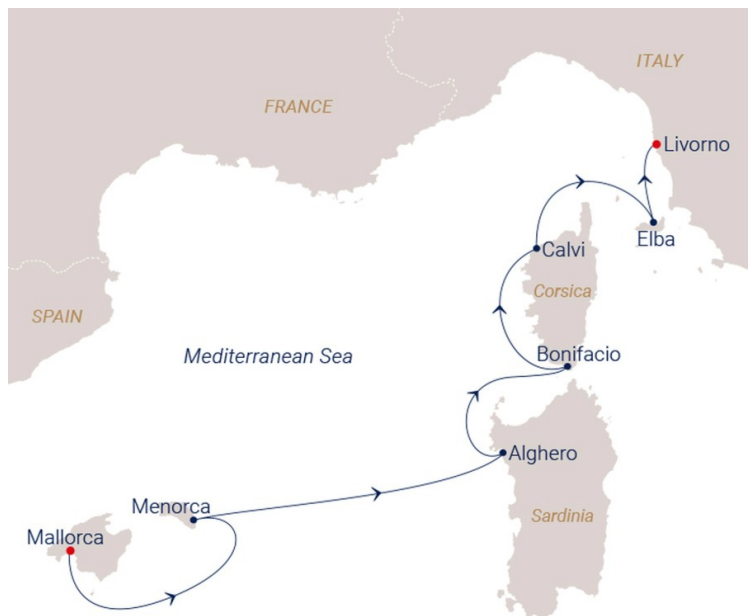 ITALY
FRANCE
Livorno
Elba
Calvi
Corsica
SPAIN
Mediterranean Sea
Bonifacio
Alghero
Menorca
Sardinia
Mallorca